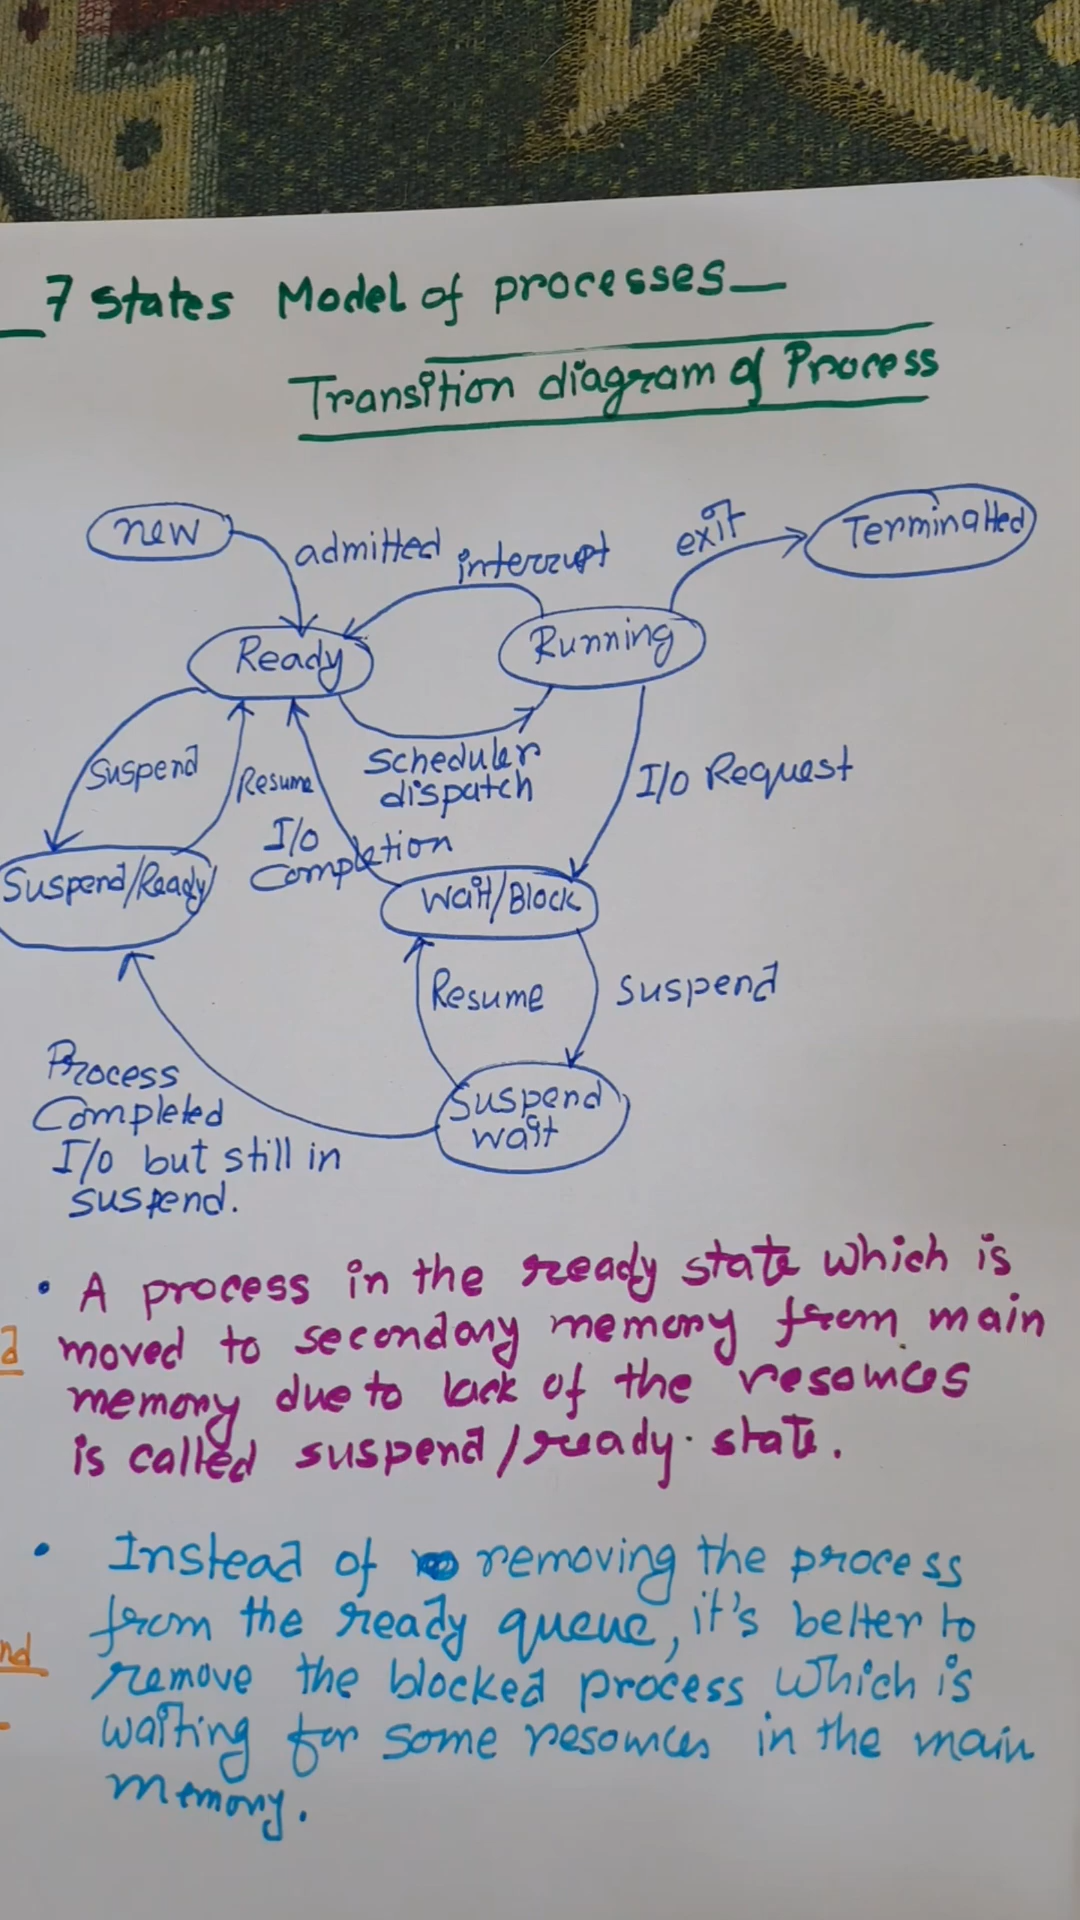 7 States Model of processes
Transition diagram of Process
new
admitted
interrupt
exit
Terminatted
Ready
Running
Suspend
Resume
Scheduler
dispatch
I/o Request
I/o
Completion
Suspend/Ready
Wait/Block
Resume
Suspend
Process
Completed
I/o but still in
suspend.
Suspend
wait
• A process in the ready state which is
moved to secondary memory from main
memory due to lack of the resources
is called suspend/ready state.
• Instead of removing the process
from the ready queue, it's better to
remove the blocked process which is
waiting for some resources in the main
memory.